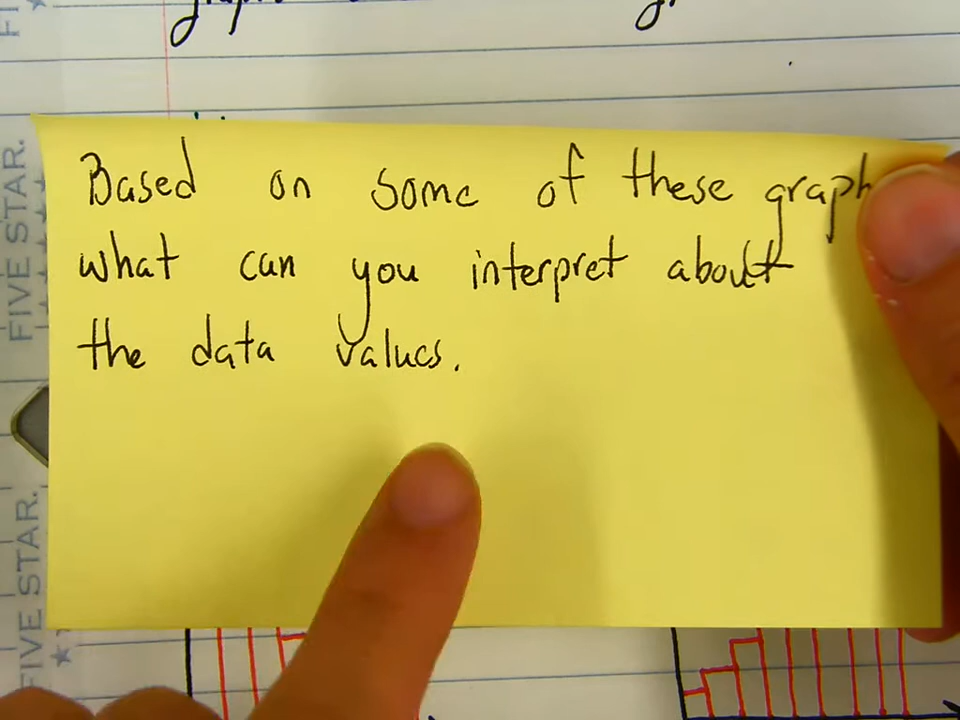 Based on some of these graph
what can you interpret about
the data values.
FIVE STAR.
FIVE STAR.